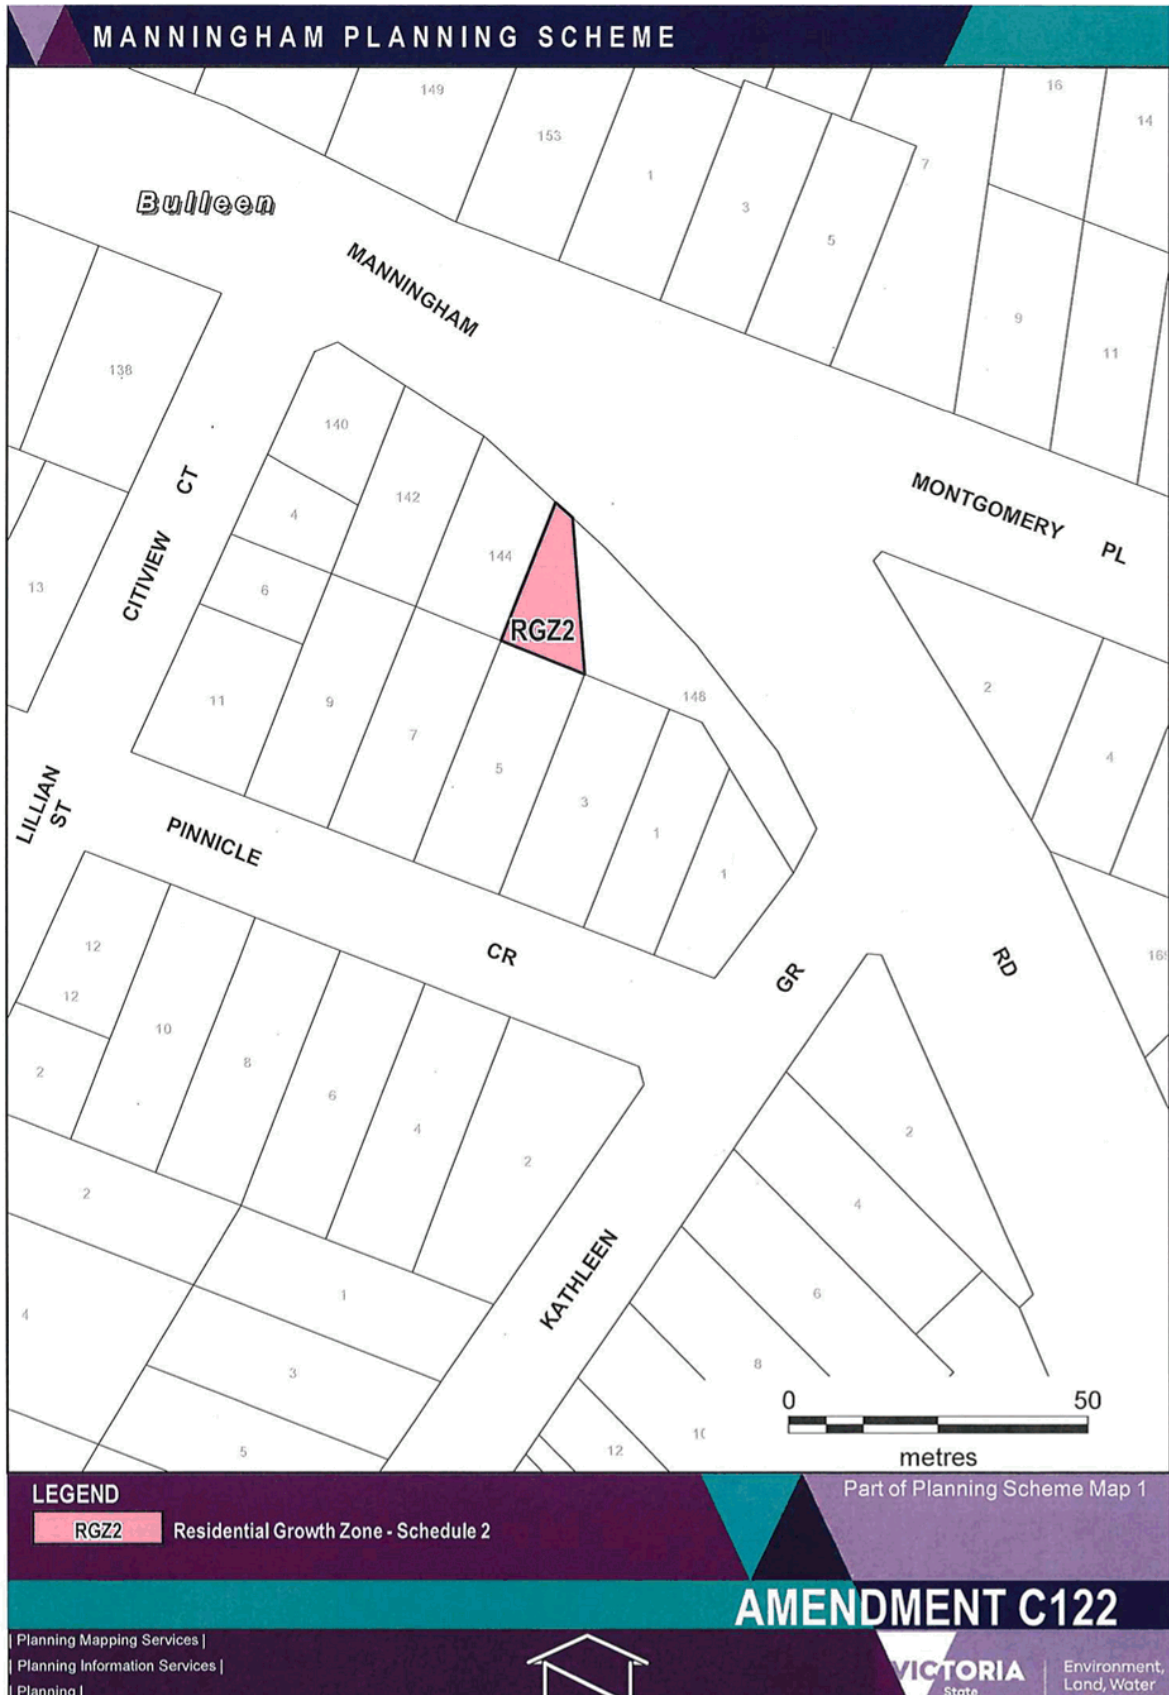 MANNINGHAM PLANNING SCHEME
149
153
1
3
5
7
16
14
Bulleen
MANNINGHAM
9
11
138
140
142
4
144
CT
CITIVIEW
MONTGOMERY
PL
13
6
RGZ2
11
9
7
5
148
2
4
3
1
1
LILLIAN
ST
PINNICLE
CR
GR
RD
12
12
10
8
6
4
2
2
2
2
4
6
8
12
KATHLEEN
1
3
4
5
0
50
metres
LEGEND
RGZ2
Residential Growth Zone - Schedule 2
Part of Planning Scheme Map 1
AMENDMENT C122
| Planning Mapping Services |
| Planning Information Services |
| Planning |
VICTORIA
State
Environment,
Land, Water